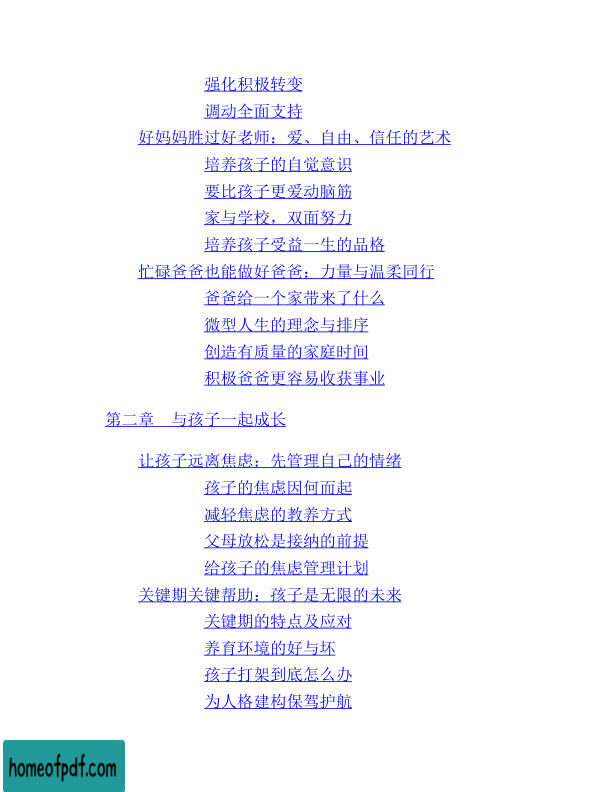 强化积极转变
调动全面支持
好妈妈胜过好老师：爱、自由、信任的艺术
培养孩子的自觉意识
要比孩子更爱动脑筋
家与学校，双面努力
培养孩子受益一生的品格
忙碌爸爸也能做好爸爸：力量与温柔同行
爸爸给一个家带来了什么
微型人生的理念与排序
创造有质量的家庭时间
积极爸爸更容易收获事业
第二章　与孩子一起成长
让孩子远离焦虑：先管理自己的情绪
孩子的焦虑因何而起
减轻焦虑的教养方式
父母放松是接纳的前提
给孩子的焦虑管理计划
关键期关键帮助：孩子是无限的未来
关键期的特点及应对
养育环境的好与坏
孩子打架到底怎么办
为人格建构保驾护航
homeofpdf.com